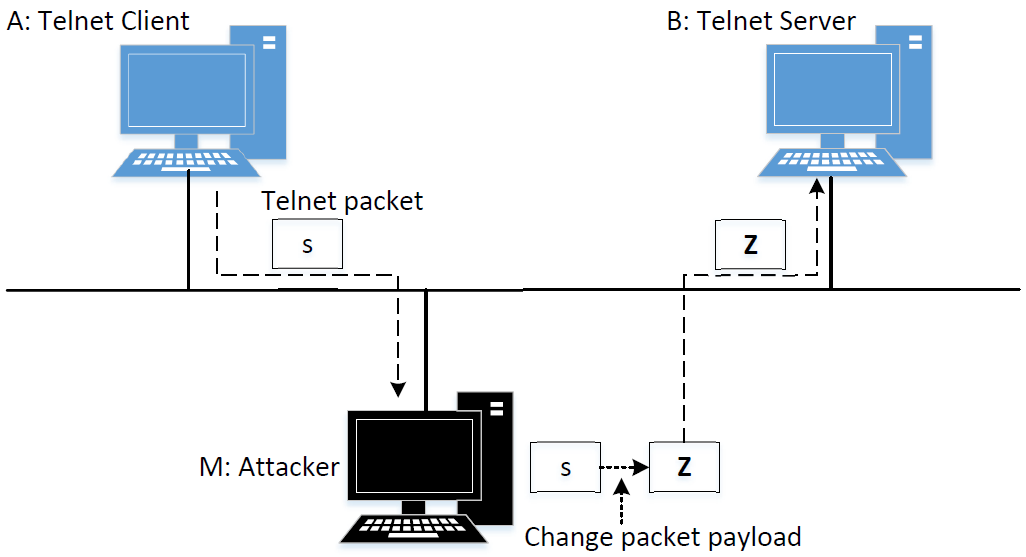 A: Telnet Client
B: Telnet Server
Telnet packet
s
Z
M: Attacker
s
Z
Change packet payload